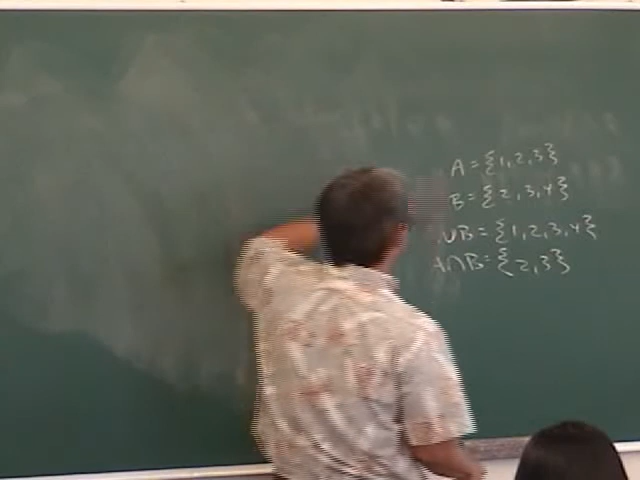 A = {1,2,3}
B = {2,3,4}
∪B = {1,2,3,4}
A∩B = {2,3}